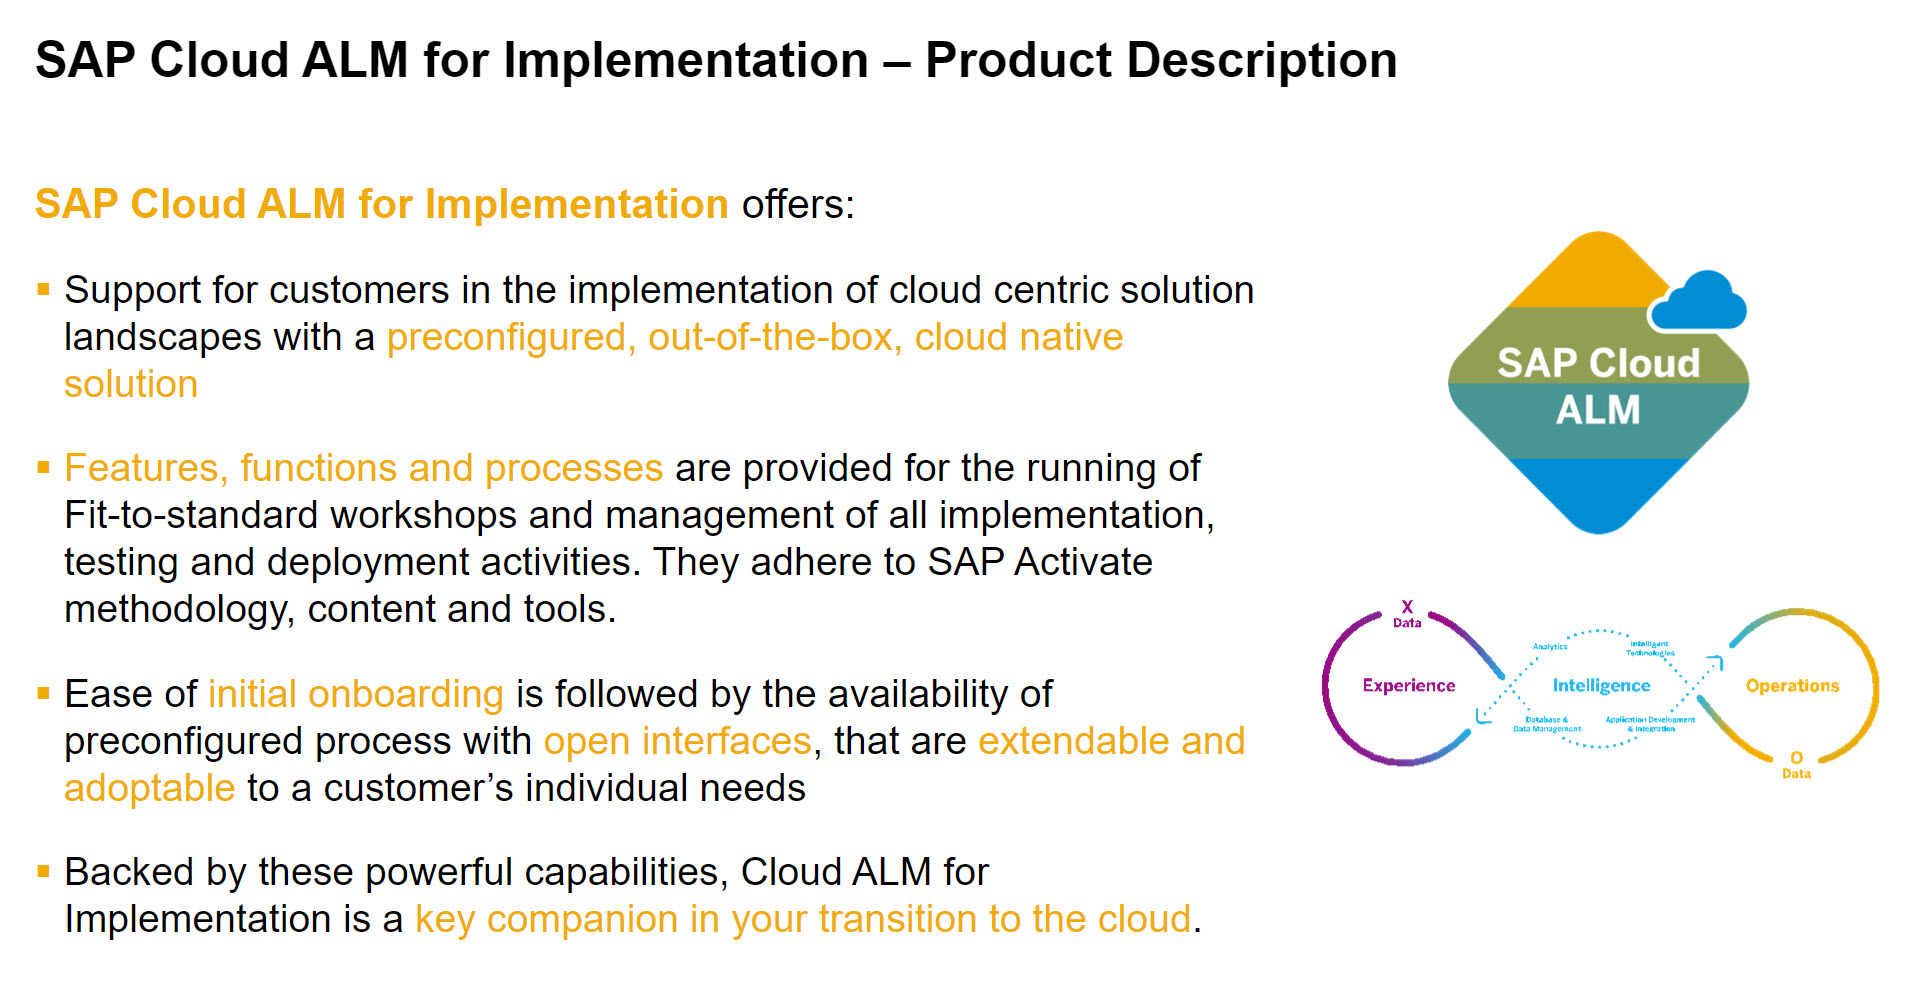 SAP Cloud ALM for Implementation – Product Description
SAP Cloud ALM for Implementation offers:
▪ Support for customers in the implementation of cloud centric solution
landscapes with a preconfigured, out-of-the-box, cloud native
solution
▪ Features, functions and processes are provided for the running of
Fit-to-standard workshops and management of all implementation,
testing and deployment activities. They adhere to SAP Activate
methodology, content and tools.
▪ Ease of initial onboarding is followed by the availability of
preconfigured process with open interfaces, that are extendable and
adoptable to a customer’s individual needs
▪ Backed by these powerful capabilities, Cloud ALM for
Implementation is a key companion in your transition to the cloud.
SAP Cloud
ALM
X
Data
Experience
Analytics
Intelligent
Technologies
Intelligence
Database &
Data Management
Application Development
& Integration
Operations
O
Data